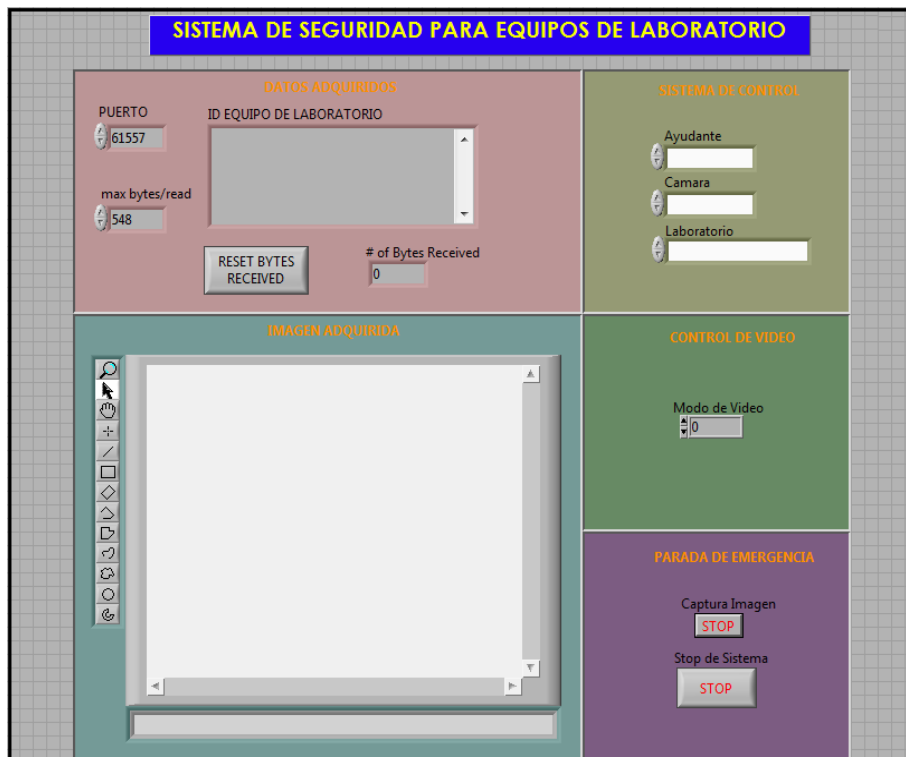 SISTEMA DE SEGURIDAD PARA EQUIPOS DE LABORATORIO
DATOS ADQUIRIDOS
PUERTO
61557
ID EQUIPO DE LABORATORIO
max bytes/read
548
RESET BYTES
RECEIVED
# of Bytes Received
0
SISTEMA DE CONTROL
Ayudante
Camara
Laboratorio
IMAGEN ADQUIRIDA
CONTROL DE VIDEO
Modo de Video
0
PARADA DE EMERGENCIA
Captura Imagen
STOP
Stop de Sistema
STOP